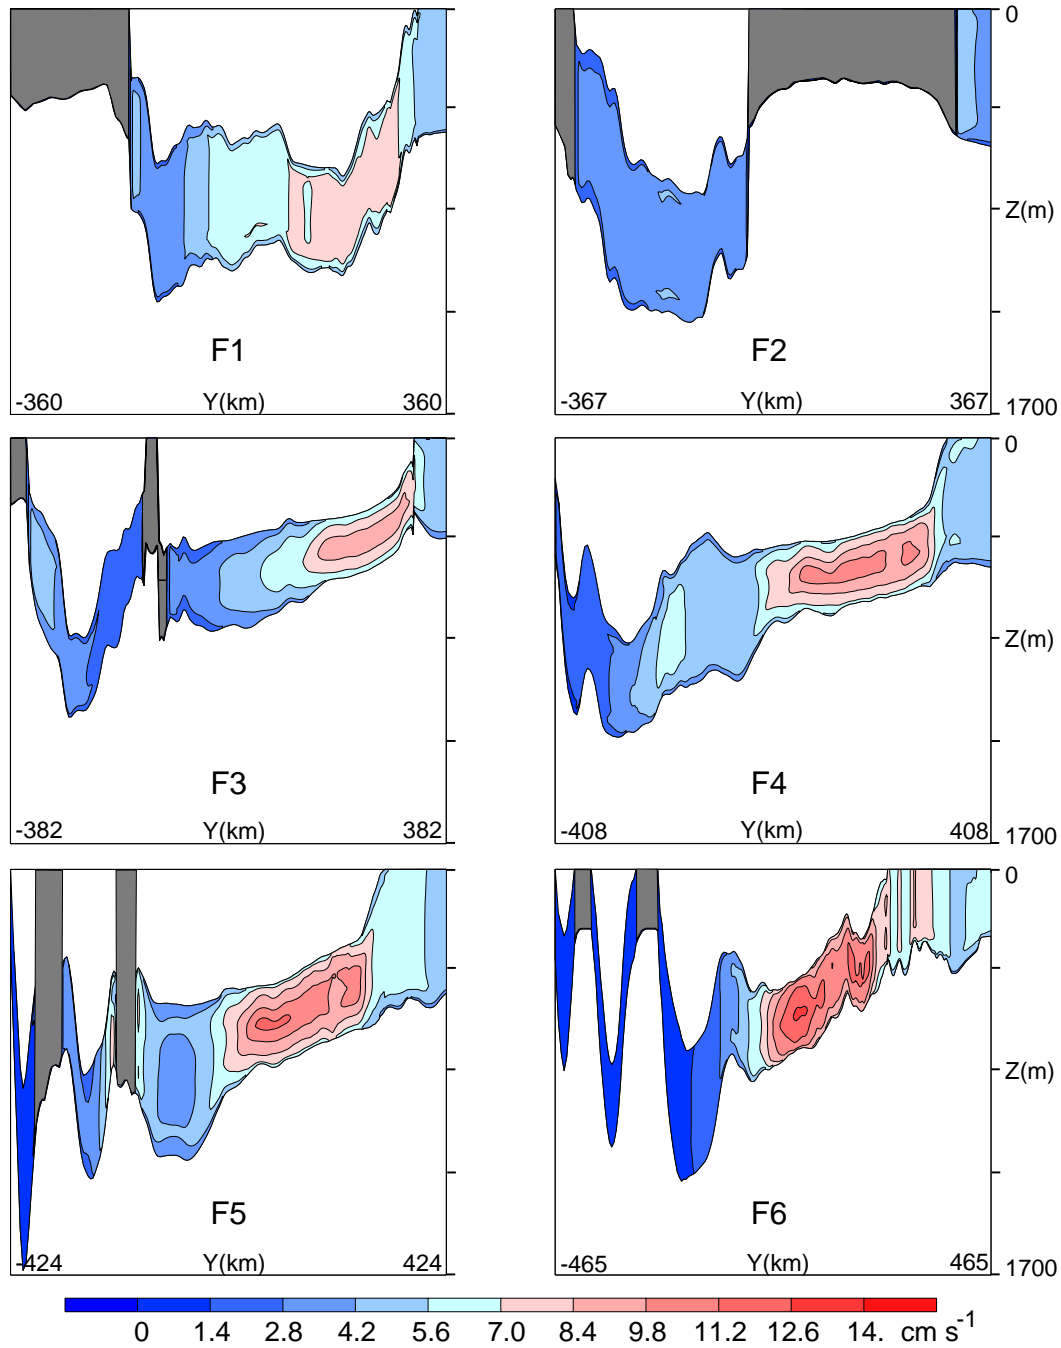 0
Z(m)
F1 F2
-360 Y(km) 360 -367 Y(km) 367
1700
0
Z(m)
F3 F4
-382 Y(km) 382 -408 Y(km) 408
1700
0
Z(m)
F5 F6
-424 Y(km) 424 -465 Y(km) 465
1700
0 1.4 2.8 4.2 5.6 7.0 8.4 9.8 11.2 12.6 14. cm s⁻¹